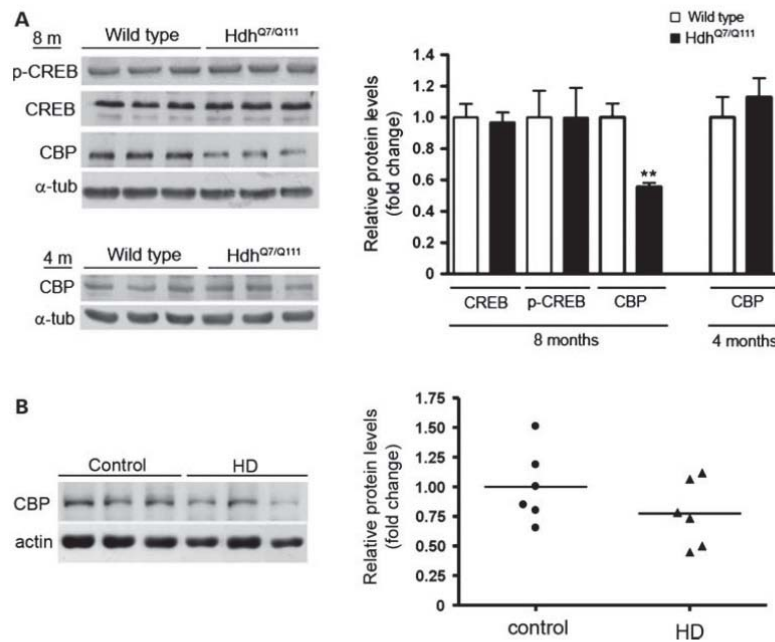 A
8 m
Wild type
Hdh^Q7/Q111
p-CREB
CREB
CBP
α-tub
4 m
Wild type
Hdh^Q7/Q111
CBP
α-tub
Wild type
Hdh^Q7/Q111
Relative protein levels
(fold change)
1.4
1.2
1.0
0.8
0.6
0.4
0.2
0
**
CREB
p-CREB
CBP
CBP
8 months
4 months
B
Control
HD
CBP
actin
Relative protein levels
(fold change)
1.75
1.50
1.25
1.00
0.75
0.50
0.25
0
control
HD